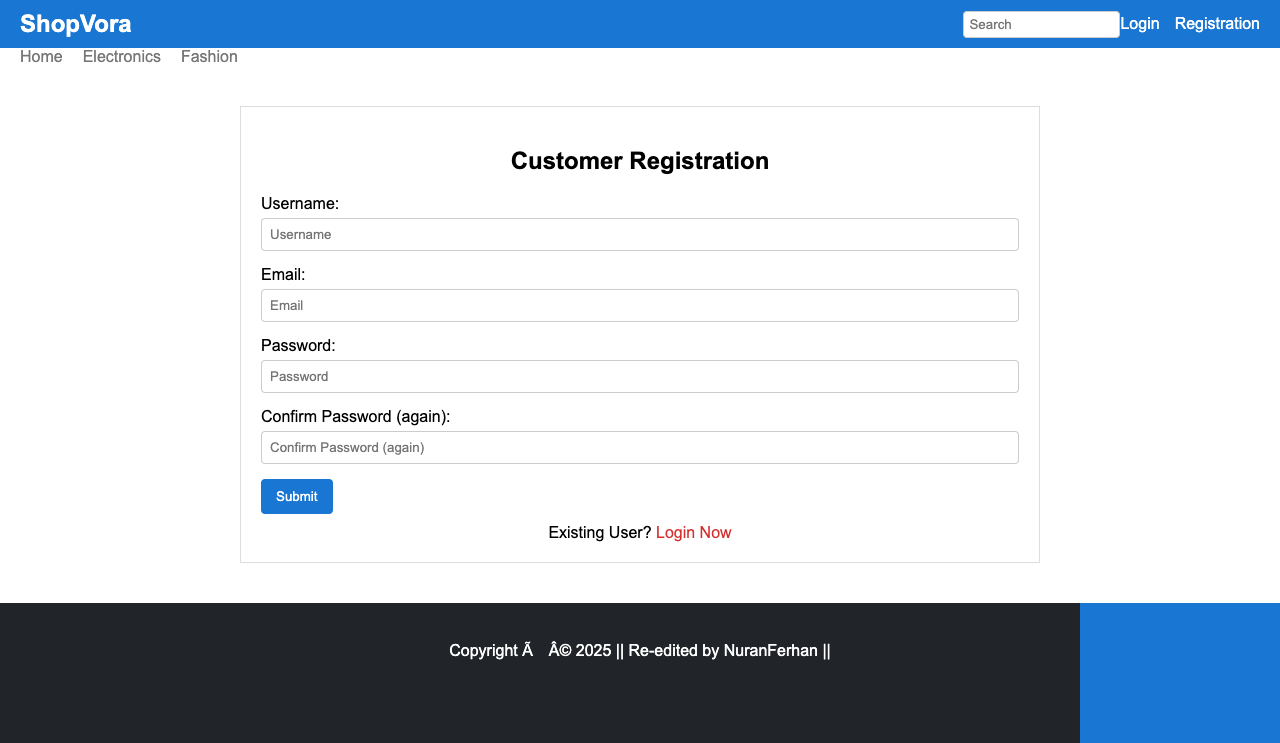 ShopVora
Search
Login
Registration
Home
Electronics
Fashion
Customer Registration
Username:
Username
Email:
Email
Password:
Password
Confirm Password (again):
Confirm Password (again)
Submit
Existing User? Login Now
Copyright Ã Â© 2025 || Re-edited by NuranFerhan ||